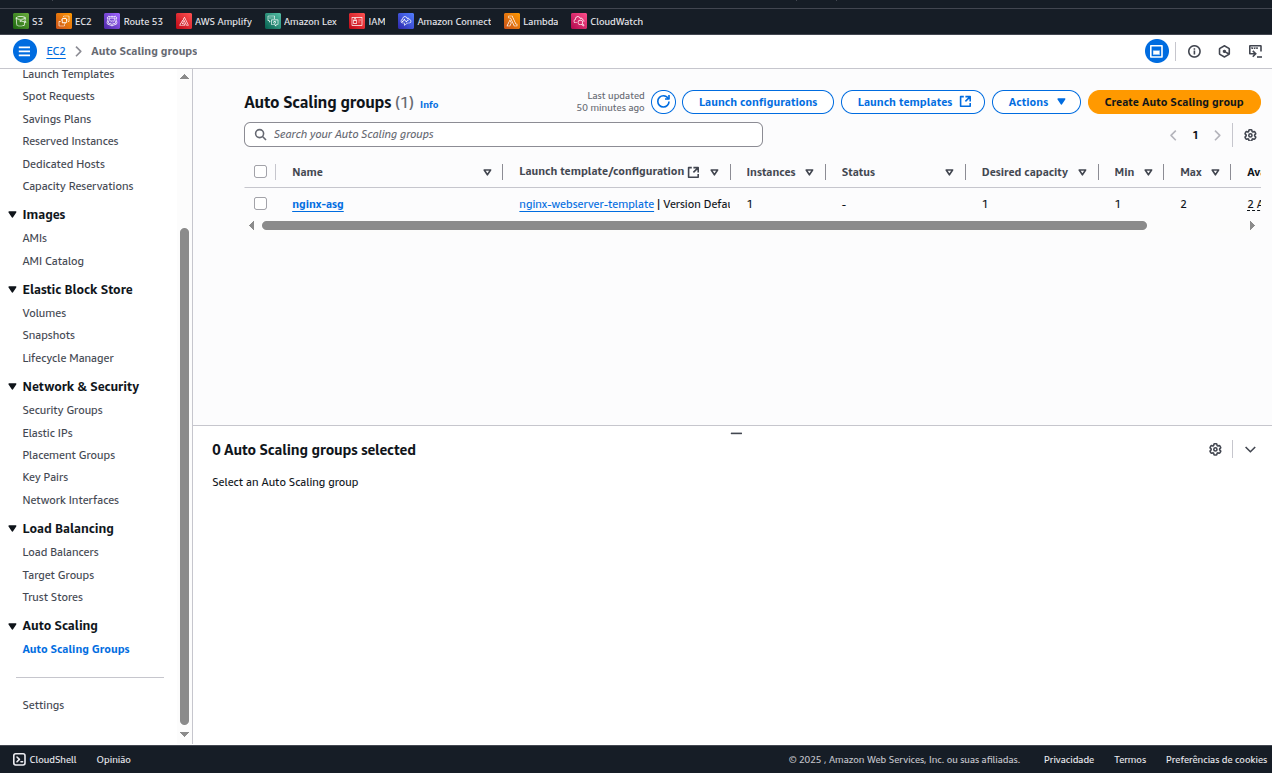 S3 EC2 Route 53 AWS Amplify Amazon Lex IAM Amazon Connect Lambda CloudWatch
EC2 Auto Scaling groups
Launch Templates
Spot Requests
Savings Plans
Reserved Instances
Dedicated Hosts
Capacity Reservations
Images
AMIs
AMI Catalog
Elastic Block Store
Volumes
Snapshots
Lifecycle Manager
Network & Security
Security Groups
Elastic IPs
Placement Groups
Key Pairs
Network Interfaces
Load Balancing
Load Balancers
Target Groups
Trust Stores
Auto Scaling
Auto Scaling Groups
Settings
Auto Scaling groups (1) Info
Last updated
50 minutes ago
Launch configurations
Launch templates
Actions
Create Auto Scaling group
Search your Auto Scaling groups
1
Name Launch template/configuration Instances Status Desired capacity Min Max
nginx-asg nginx-webserver-template | Version Defau 1 - 1 1 2 2 A
0 Auto Scaling groups selected
Select an Auto Scaling group
CloudShell Opinião © 2025 , Amazon Web Services, Inc. ou suas afiliadas. Privacidade Termos Preferências de cookies